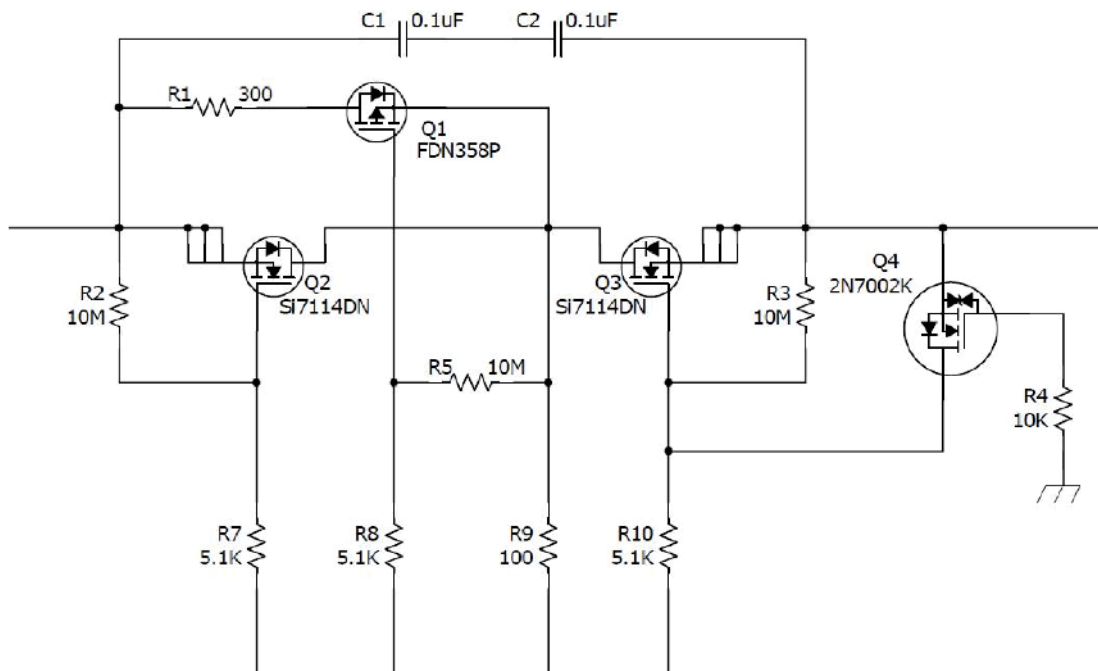 C1 0.1uF C2 0.1uF
R1 300
Q1
FDN358P
Q2
Si7114DN
Q3
Si7114DN
Q4
2N7002K
R2
10M
R3
10M
R5 10M
R4
10K
R7
5.1K
R8
5.1K
R9
100
R10
5.1K